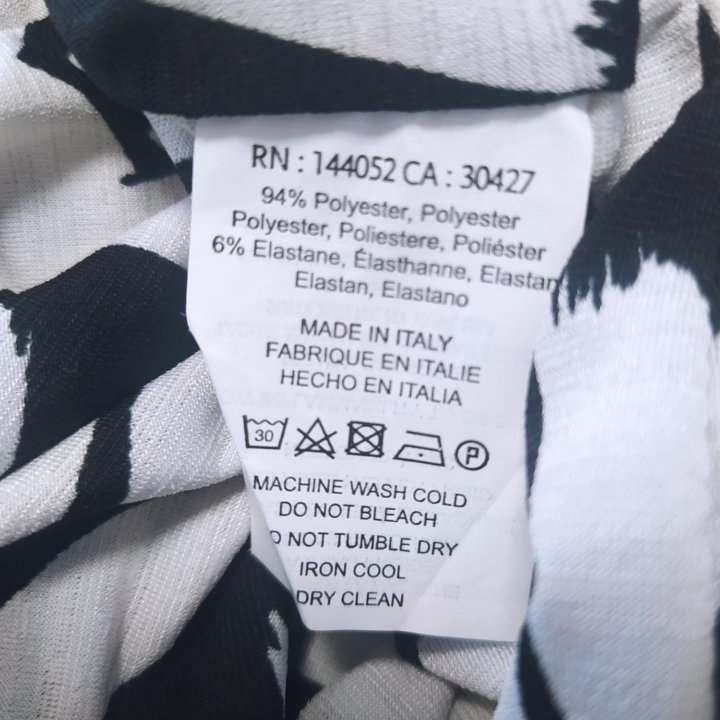 RN : 144052 CA : 30427
94% Polyester, Polyester
Polyester, Poliestere, Poliéster
6% Elastane, Élasthanne, Elastan
Elastan, Elastano
MADE IN ITALY
FABRIQUE EN ITALIE
HECHO EN ITALIA
30 P
MACHINE WASH COLD
DO NOT BLEACH
DO NOT TUMBLE DRY
IRON COOL
DRY CLEAN